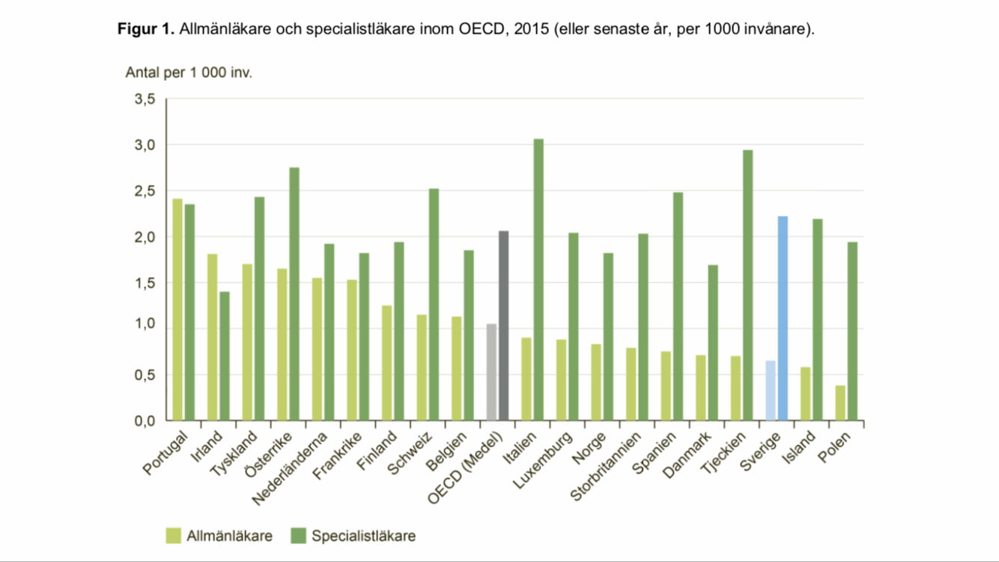 Figur 1. Allmänläkare och specialistläkare inom OECD, 2015 (eller senaste år, per 1000 invånare).
Antal per 1 000 inv.
3,5
3,0
2,5
2,0
1,5
1,0
0,5
0,0
Portugal
Irland
Tyskland
Österrike
Nederländerna
Frankrike
Finland
Schweiz
Belgien
OECD (Medel)
Italien
Luxemburg
Norge
Storbritannien
Spanien
Danmark
Tjeckien
Sverige
Island
Polen
Allmänläkare
Specialistläkare